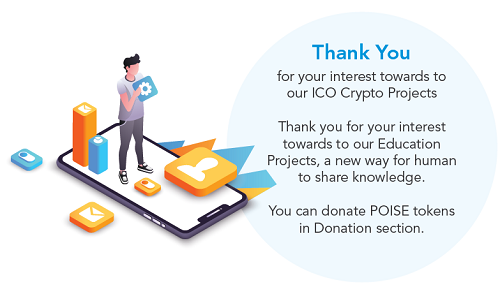 Thank You
for your interest towards to
our ICO Crypto Projects
Thank you for your interest
towards to our Education
Projects, a new way for human
to share knowledge.
You can donate POISE tokens
in Donation section.